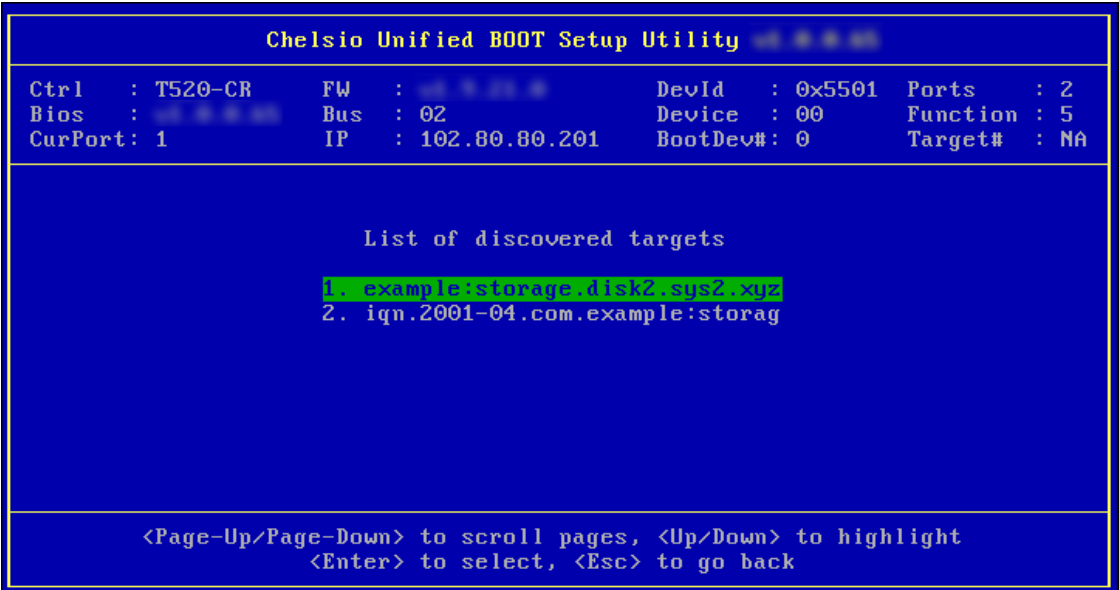 Chelsio Unified BOOT Setup Utility
Ctrl : T520-CR FW : DevId : 0x5501 Ports : 2
Bios : Bus : 02 Device : 00 Function : 5
CurPort: 1 IP : 102.80.80.201 BootDev#: 0 Target# : NA
List of discovered targets
1. example:storage.disk2.sys2.xyz
2. iqn.2001-04.com.example:storag
<Page-Up/Page-Down> to scroll pages, <Up/Down> to highlight
<Enter> to select, <Esc> to go back